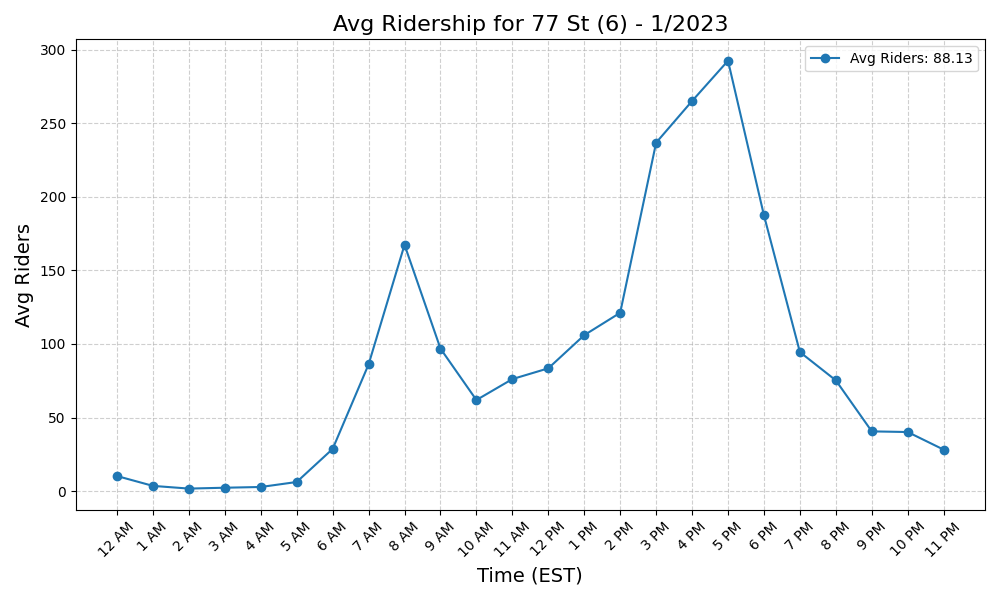 Avg Ridership for 77 St (6) - 1/2023
Avg Riders: 88.13
Avg Riders
300
250
200
150
100
50
0
12 AM
1 AM
2 AM
3 AM
4 AM
5 AM
6 AM
7 AM
8 AM
9 AM
10 AM
11 AM
12 PM
1 PM
2 PM
3 PM
4 PM
5 PM
6 PM
7 PM
8 PM
9 PM
10 PM
11 PM
Time (EST)